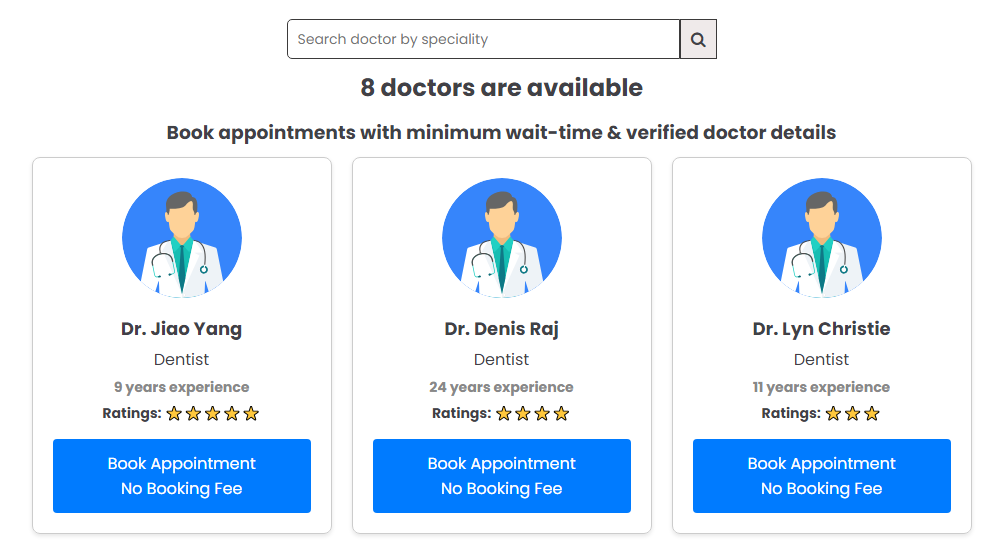 Search doctor by speciality
8 doctors are available
Book appointments with minimum wait-time & verified doctor details
Dr. Jiao Yang
Dentist
9 years experience
Ratings:
Book Appointment
No Booking Fee
Dr. Denis Raj
Dentist
24 years experience
Ratings:
Book Appointment
No Booking Fee
Dr. Lyn Christie
Dentist
11 years experience
Ratings:
Book Appointment
No Booking Fee